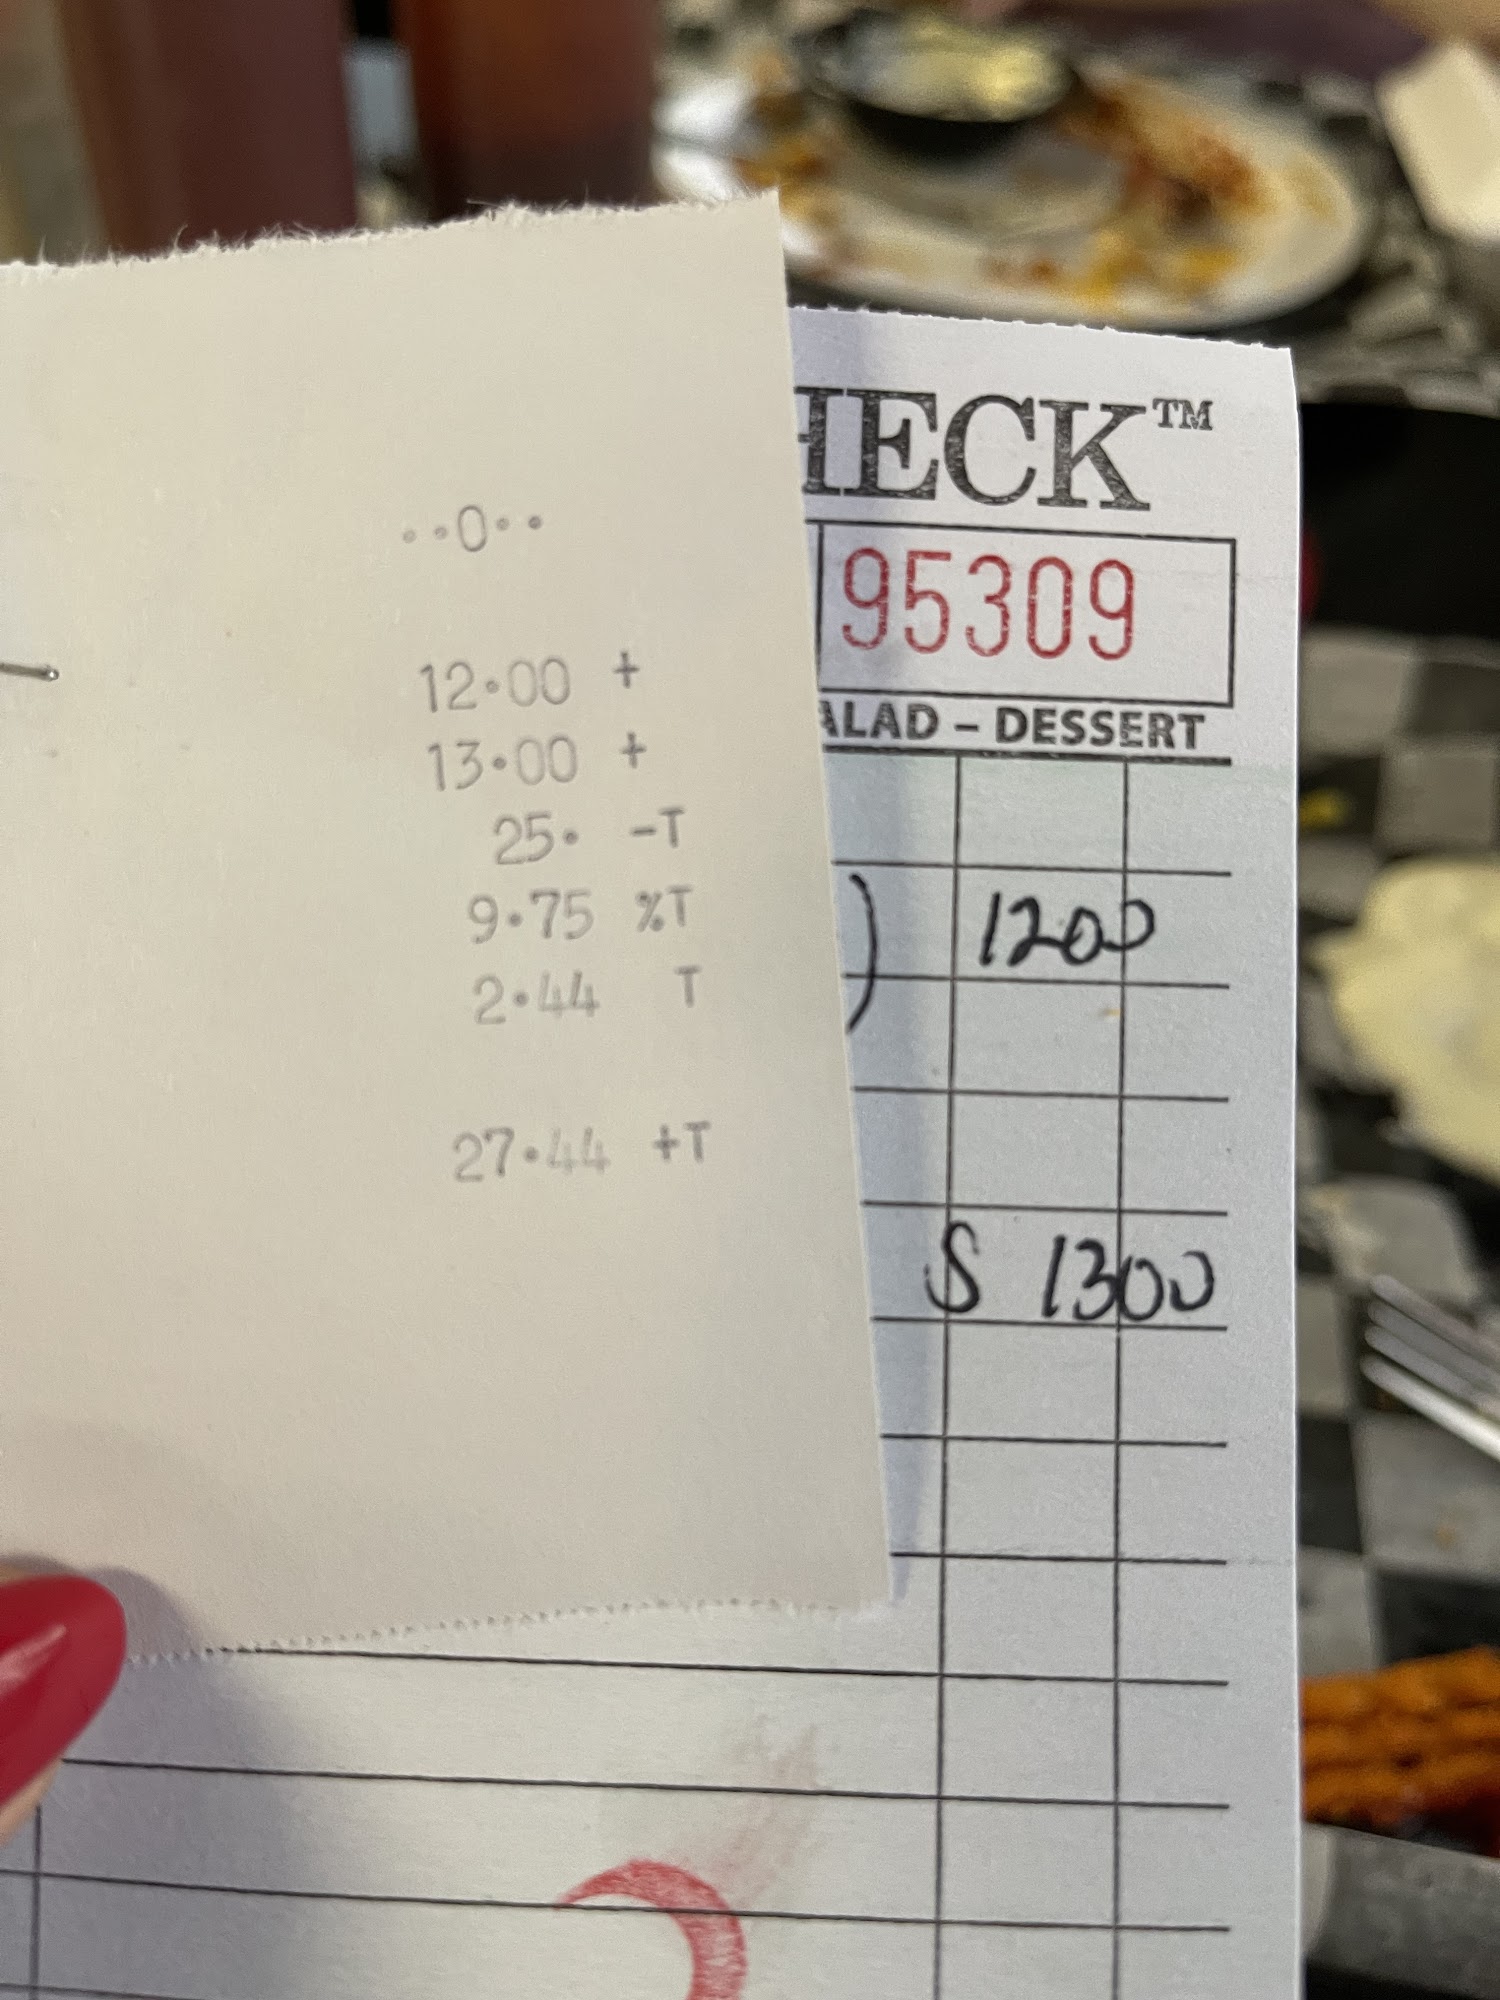 ··0··
12·00 +
13·00 +
25· -T
9·75 %T
2·44 T
27·44 +T
HECK™
95309
ALAD – DESSERT
) 1200
S 1300